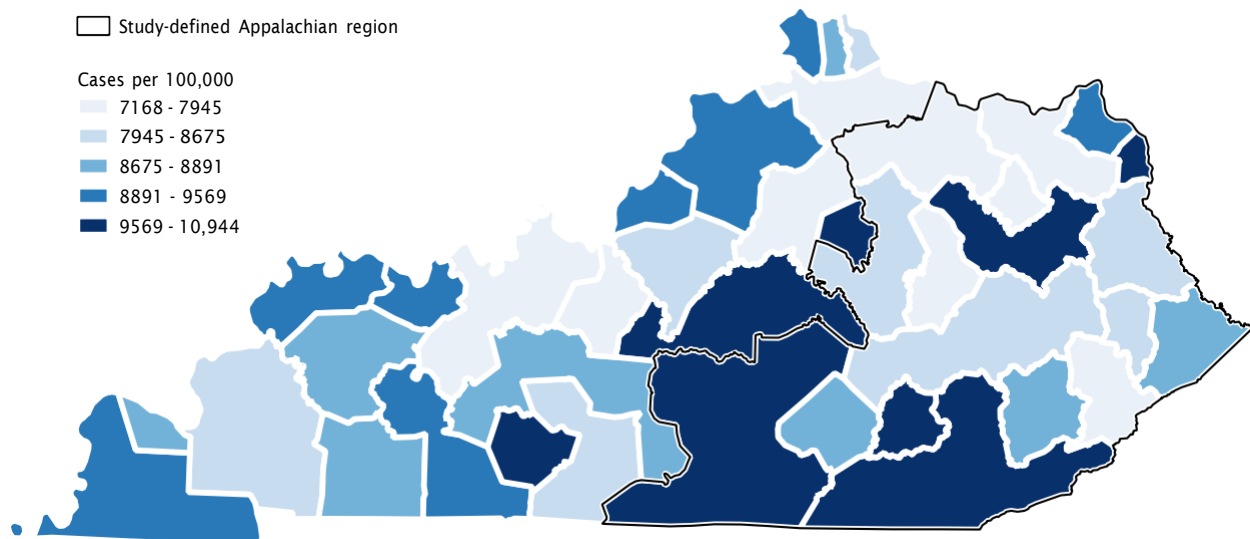 Study-defined Appalachian region
Cases per 100,000
7168 - 7945
7945 - 8675
8675 - 8891
8891 - 9569
9569 - 10,944